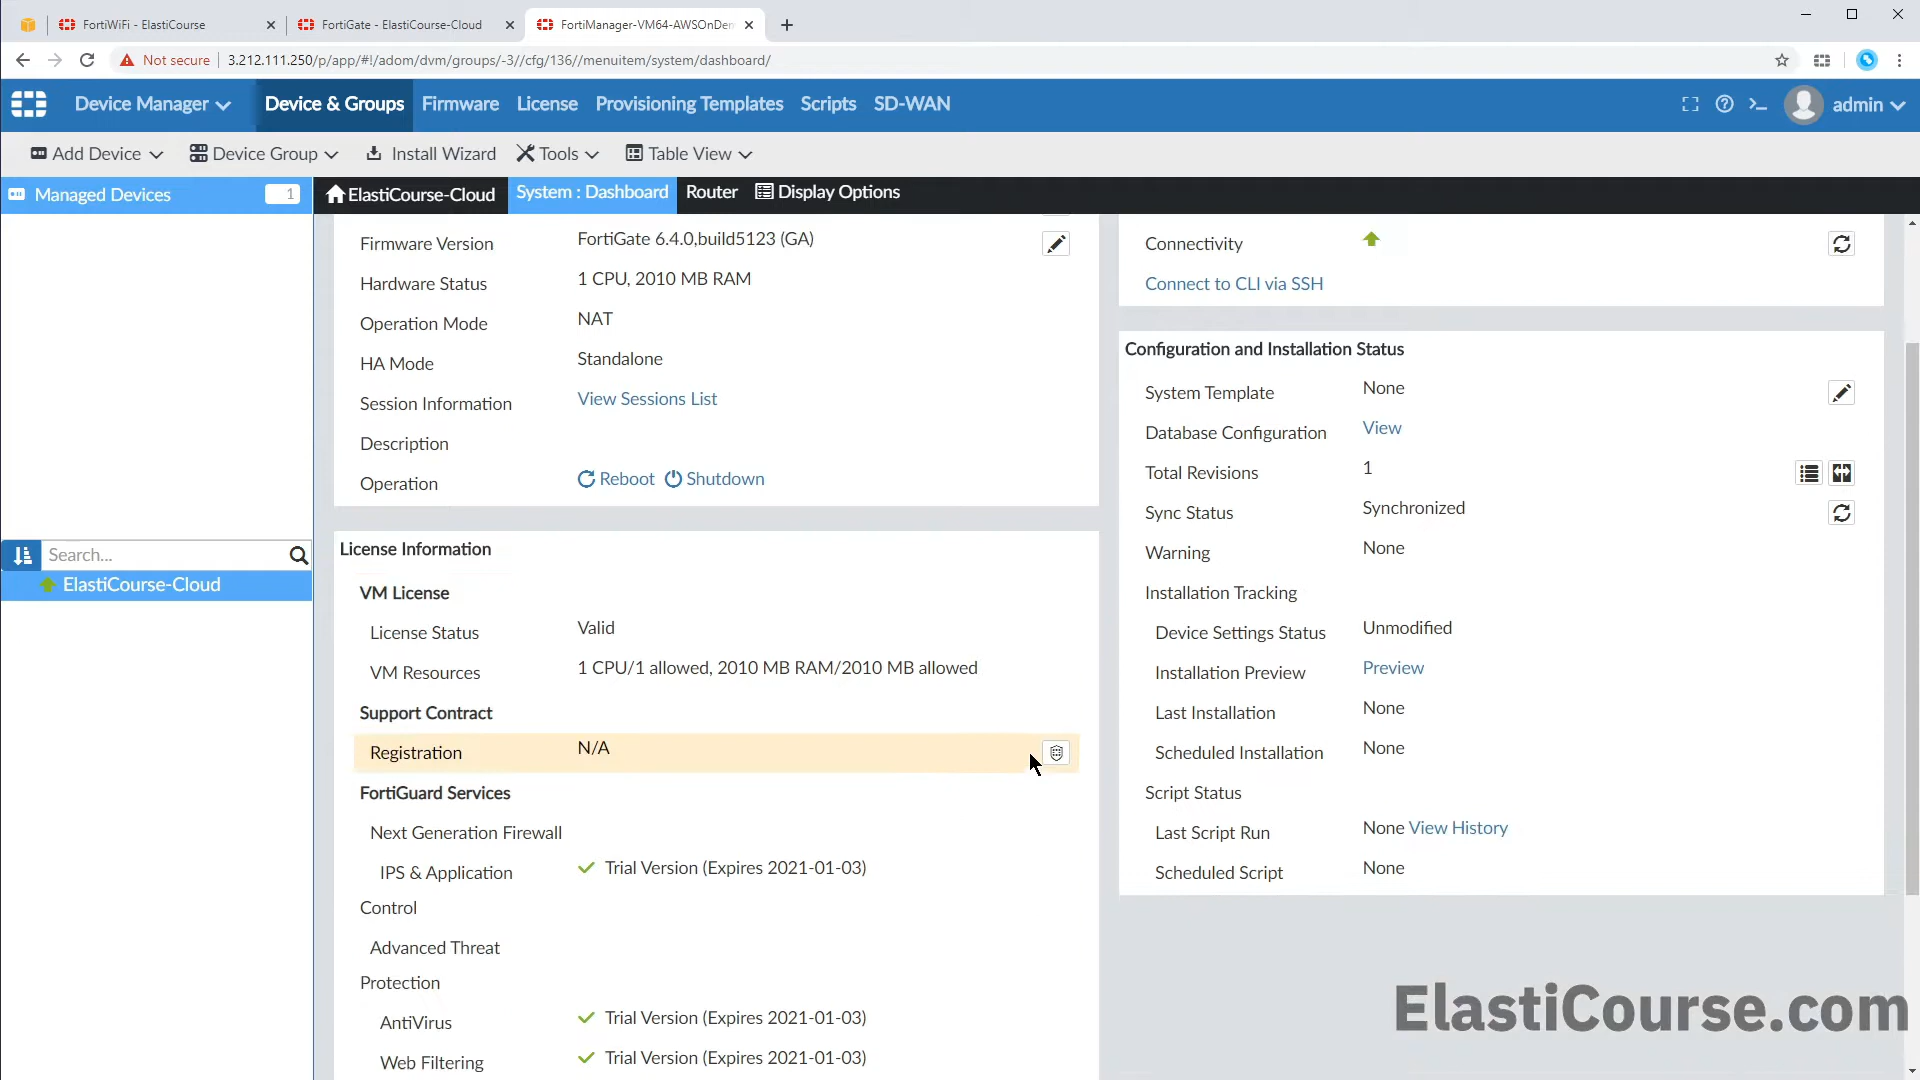 FortiWiFi - ElastiCourse
FortiGate - ElastiCourse-Cloud
FortiManager-VM64-AWSOnDem
Not secure
3.212.111.250/p/app/#!/adom/dvm/groups/-3//cfg/136//menuitem/system/dashboard/
Device Manager
Device & Groups
Firmware
License
Provisioning Templates
Scripts
SD-WAN
admin
Add Device
Device Group
Install Wizard
Tools
Table View
Managed Devices
1
ElastiCourse-Cloud
System : Dashboard
Router
Display Options
Search...
ElastiCourse-Cloud
Firmware Version FortiGate 6.4.0,build5123 (GA)
Hardware Status 1 CPU, 2010 MB RAM
Operation Mode NAT
HA Mode Standalone
Session Information View Sessions List
Description
Operation Reboot Shutdown
License Information
VM License
License Status Valid
VM Resources 1 CPU/1 allowed, 2010 MB RAM/2010 MB allowed
Support Contract
Registration N/A
FortiGuard Services
Next Generation Firewall
IPS & Application Trial Version (Expires 2021-01-03)
Control
Advanced Threat
Protection
AntiVirus Trial Version (Expires 2021-01-03)
Web Filtering Trial Version (Expires 2021-01-03)
Connectivity
Connect to CLI via SSH
Configuration and Installation Status
System Template None
Database Configuration View
Total Revisions 1
Sync Status Synchronized
Warning None
Installation Tracking
Device Settings Status Unmodified
Installation Preview Preview
Last Installation None
Scheduled Installation None
Script Status
Last Script Run None View History
Scheduled Script None
ElastiCourse.com